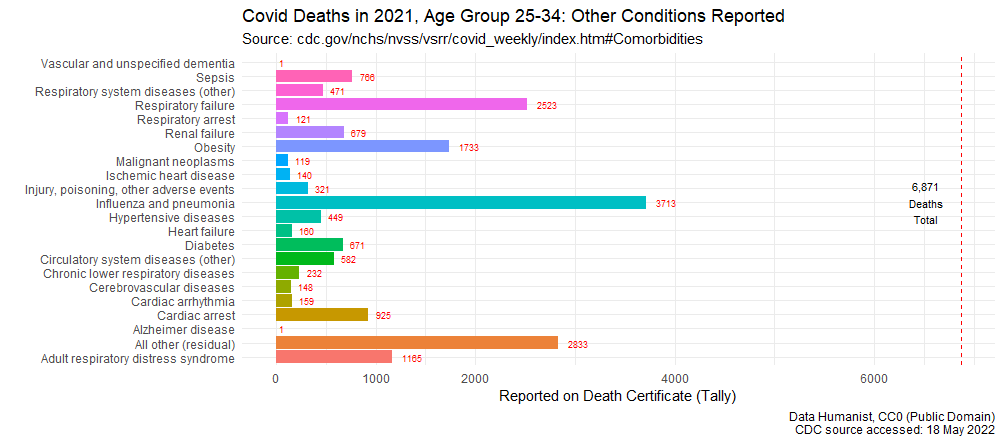 Covid Deaths in 2021, Age Group 25-34: Other Conditions Reported
Source: cdc.gov/nchs/nvss/vsrr/covid_weekly/index.htm#Comorbidities
Vascular and unspecified dementia 1
Sepsis 766
Respiratory system diseases (other) 471
Respiratory failure 2523
Respiratory arrest 121
Renal failure 679
Obesity 1733
Malignant neoplasms 119
Ischemic heart disease 140
Injury, poisoning, other adverse events 321
Influenza and pneumonia 3713
Hypertensive diseases 449
Heart failure 160
Diabetes 671
Circulatory system diseases (other) 582
Chronic lower respiratory diseases 232
Cerebrovascular diseases 148
Cardiac arrhythmia 159
Cardiac arrest 925
Alzheimer disease 1
All other (residual) 2833
Adult respiratory distress syndrome 1165
6,871
Deaths
Total
0 1000 2000 4000 6000
Reported on Death Certificate (Tally)
Data Humanist, CC0 (Public Domain)
CDC source accessed: 18 May 2022